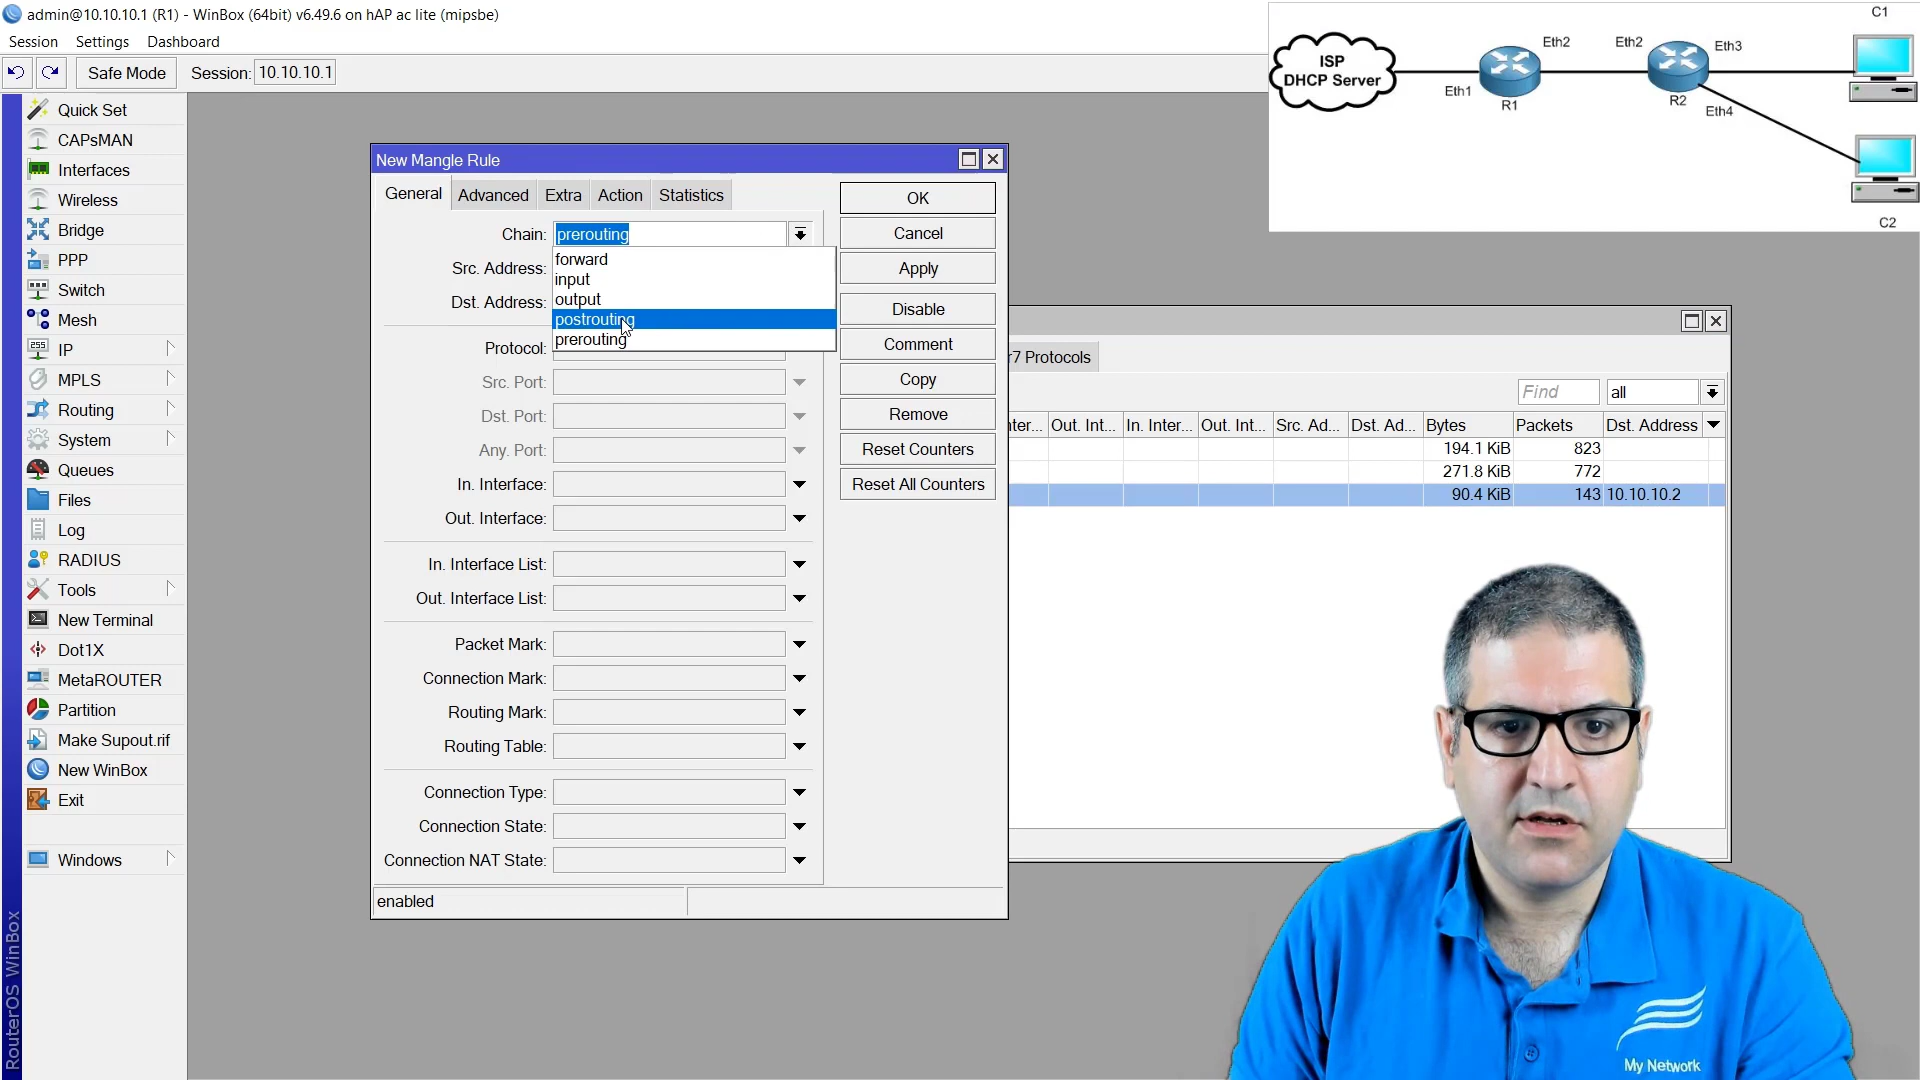 admin@10.10.10.1 (R1) - WinBox (64bit) v6.49.6 on hAP ac lite (mipsbe)
Session Settings Dashboard
Safe Mode Session: 10.10.10.1
Quick Set
CAPsMAN
Interfaces
Wireless
Bridge
PPP
Switch
Mesh
IP
MPLS
Routing
System
Queues
Files
Log
RADIUS
Tools
New Terminal
Dot1X
MetaROUTER
Partition
Make Supout.rif
New WinBox
Exit
Windows
RouterOS WinBox
New Mangle Rule
General Advanced Extra Action Statistics
Chain: prerouting
forward
input
output
postrouting
prerouting
Src. Address:
Dst. Address:
Protocol:
Src. Port:
Dst. Port:
Any. Port:
In. Interface:
Out. Interface:
In. Interface List:
Out. Interface List:
Packet Mark:
Connection Mark:
Routing Mark:
Routing Table:
Connection Type:
Connection State:
Connection NAT State:
enabled
OK
Cancel
Apply
Disable
Comment
Copy
Remove
Reset Counters
Reset All Counters
r7 Protocols
Find all
ter... Out. Int... In. Inter... Out. Int... Src. Ad... Dst. Ad... Bytes Packets Dst. Address
194.1 KiB 823
271.8 KiB 772
90.4 KiB 143 10.10.10.2
ISP
DHCP Server
Eth1
R1
Eth2
Eth2
R2
Eth3
Eth4
C1
C2
My Network